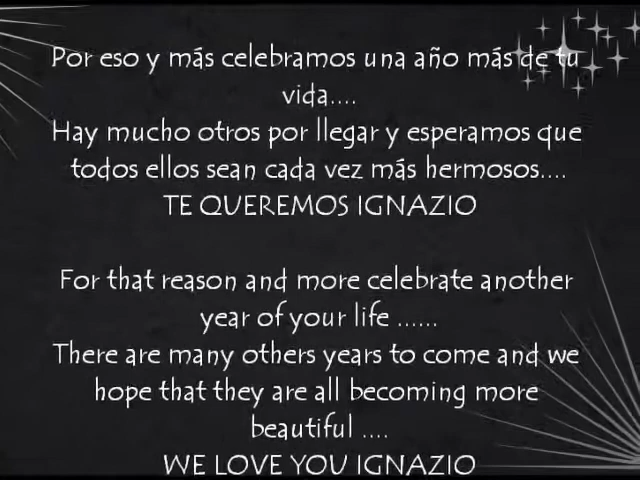 Por eso y más celebramos una año más de tu
vida....
Hay mucho otros por llegar y esperamos que
todos ellos sean cada vez más hermosos....
TE QUEREMOS IGNAZIO
For that reason and more celebrate another
year of your life ......
There are many others years to come and we
hope that they are all becoming more
beautiful ....
WE LOVE YOU IGNAZIO